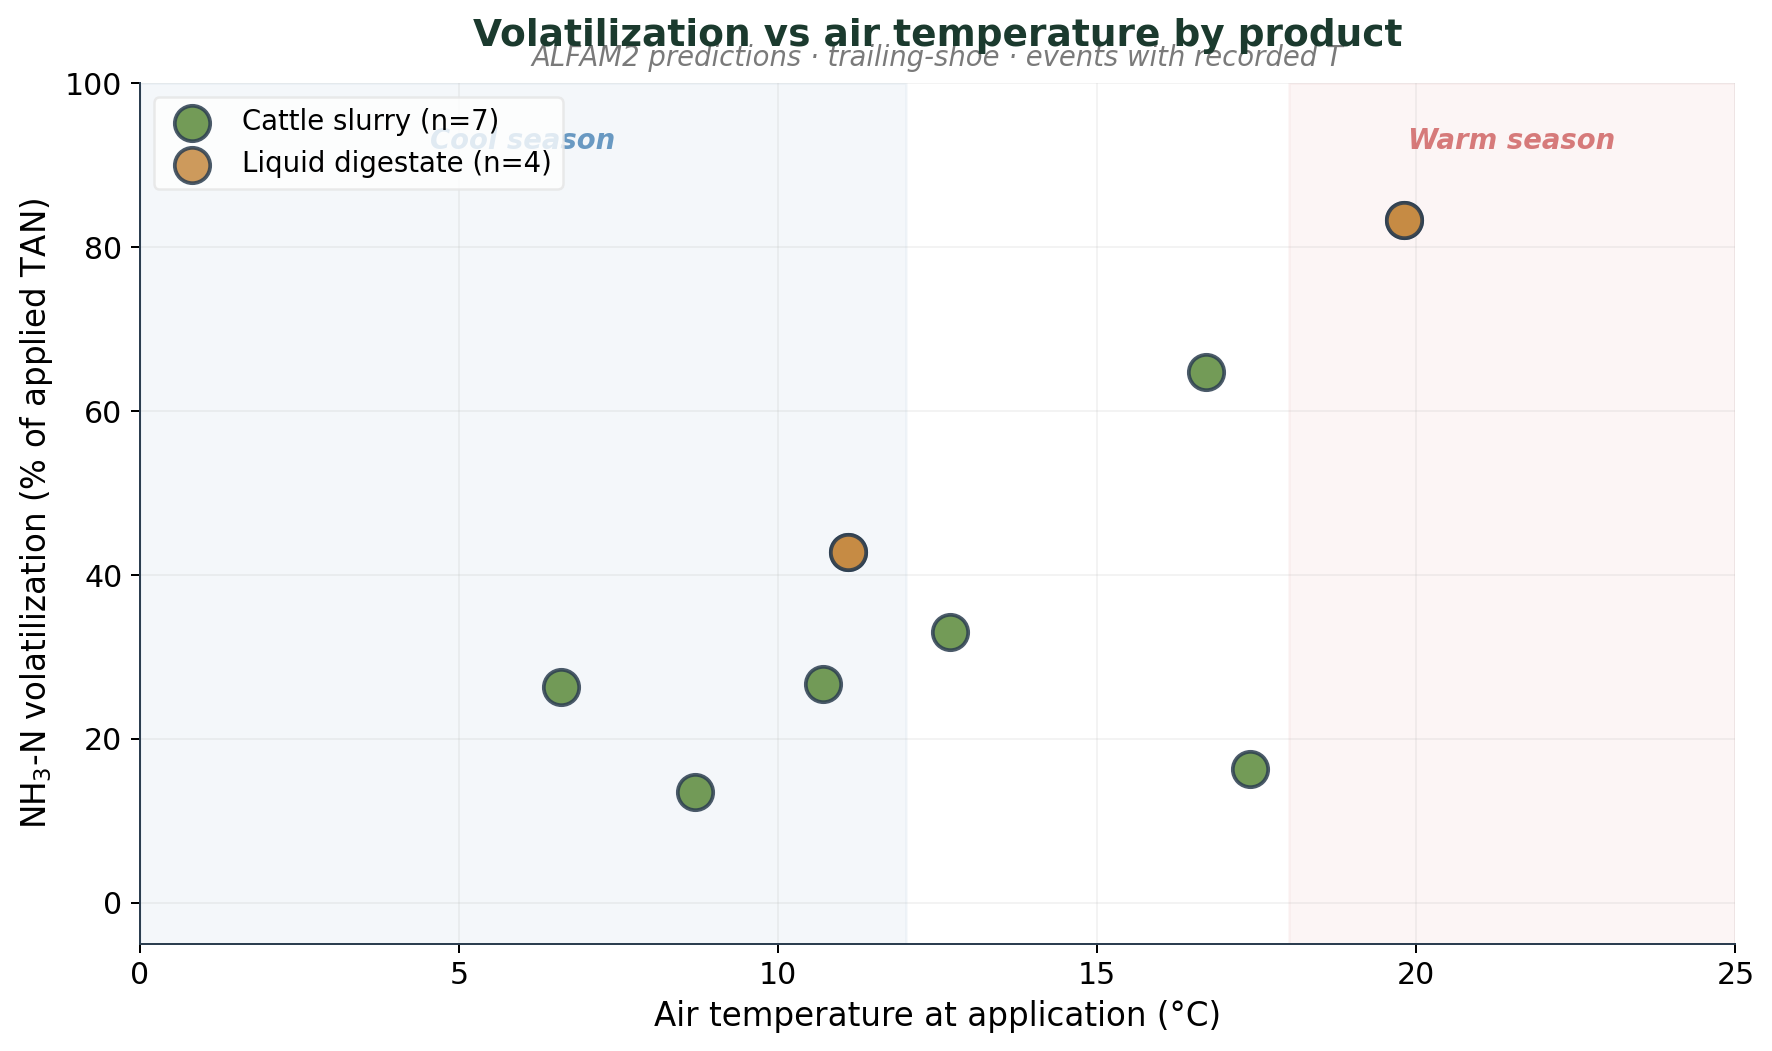 Volatilization vs air temperature by product
ALFAM2 predictions · trailing-shoe · events with recorded T
Cattle slurry (n=7)
Liquid digestate (n=4)
Cool season
Warm season
NH₃-N volatilization (% of applied TAN)
100
80
60
40
20
0
0 5 10 15 20 25
Air temperature at application (°C)